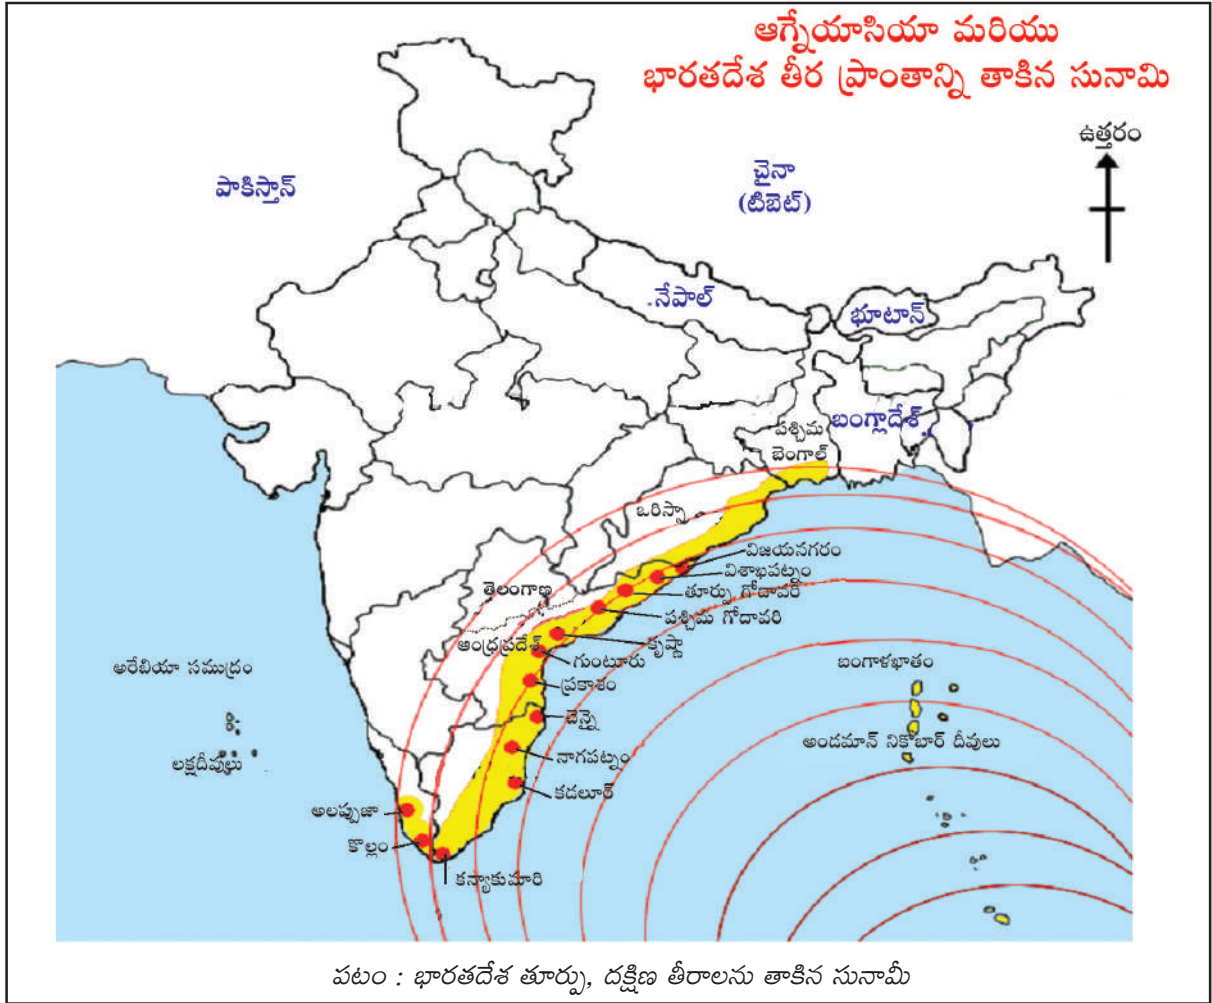 ఆగ్నేయాసియా మరియు
భారతదేశ తీర ప్రాంతాన్ని తాకిన సునామి
ఉత్తరం
పాకిస్తాన్
చైనా
(టిబెట్)
నేపాల్
భూటాన్
బంగ్లాదేశ్
పశ్చిమ
బెంగాల్
ఒరిస్సా
విజయనగరం
విశాఖపట్నం
తూర్పు గోదావరి
పశ్చిమ గోదావరి
తెలంగాణ
ఆంధ్రప్రదేశ్
కృష్ణా
గుంటూరు
ప్రకాశం
అరేబియా సముద్రం
బంగాళఖాతం
చెన్నై
అండమాన్ నికోబార్ దీవులు
నాగపట్నం
లక్షదీవులు
కడలూర్
అలప్పుజా
కొల్లం
కన్యాకుమారి
పటం : భారతదేశ తూర్పు, దక్షిణ తీరాలను తాకిన సునామీ